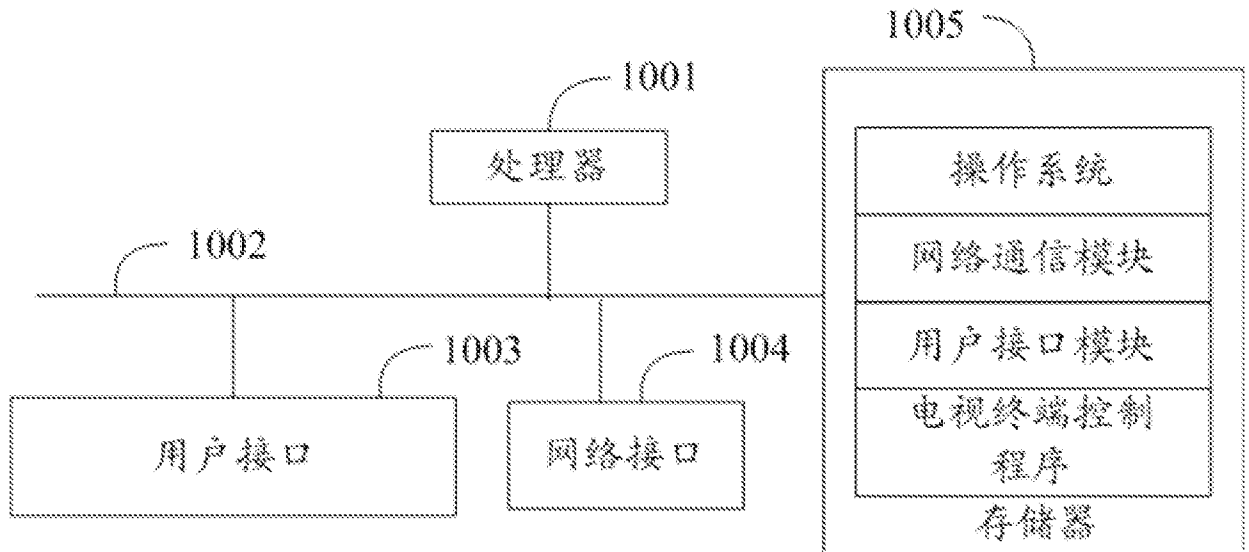 1005
1001
处理器
操作系统
1002
网络通信模块
1003
1004
用户接口模块
用户接口
网络接口
电视终端控制
程序
存储器